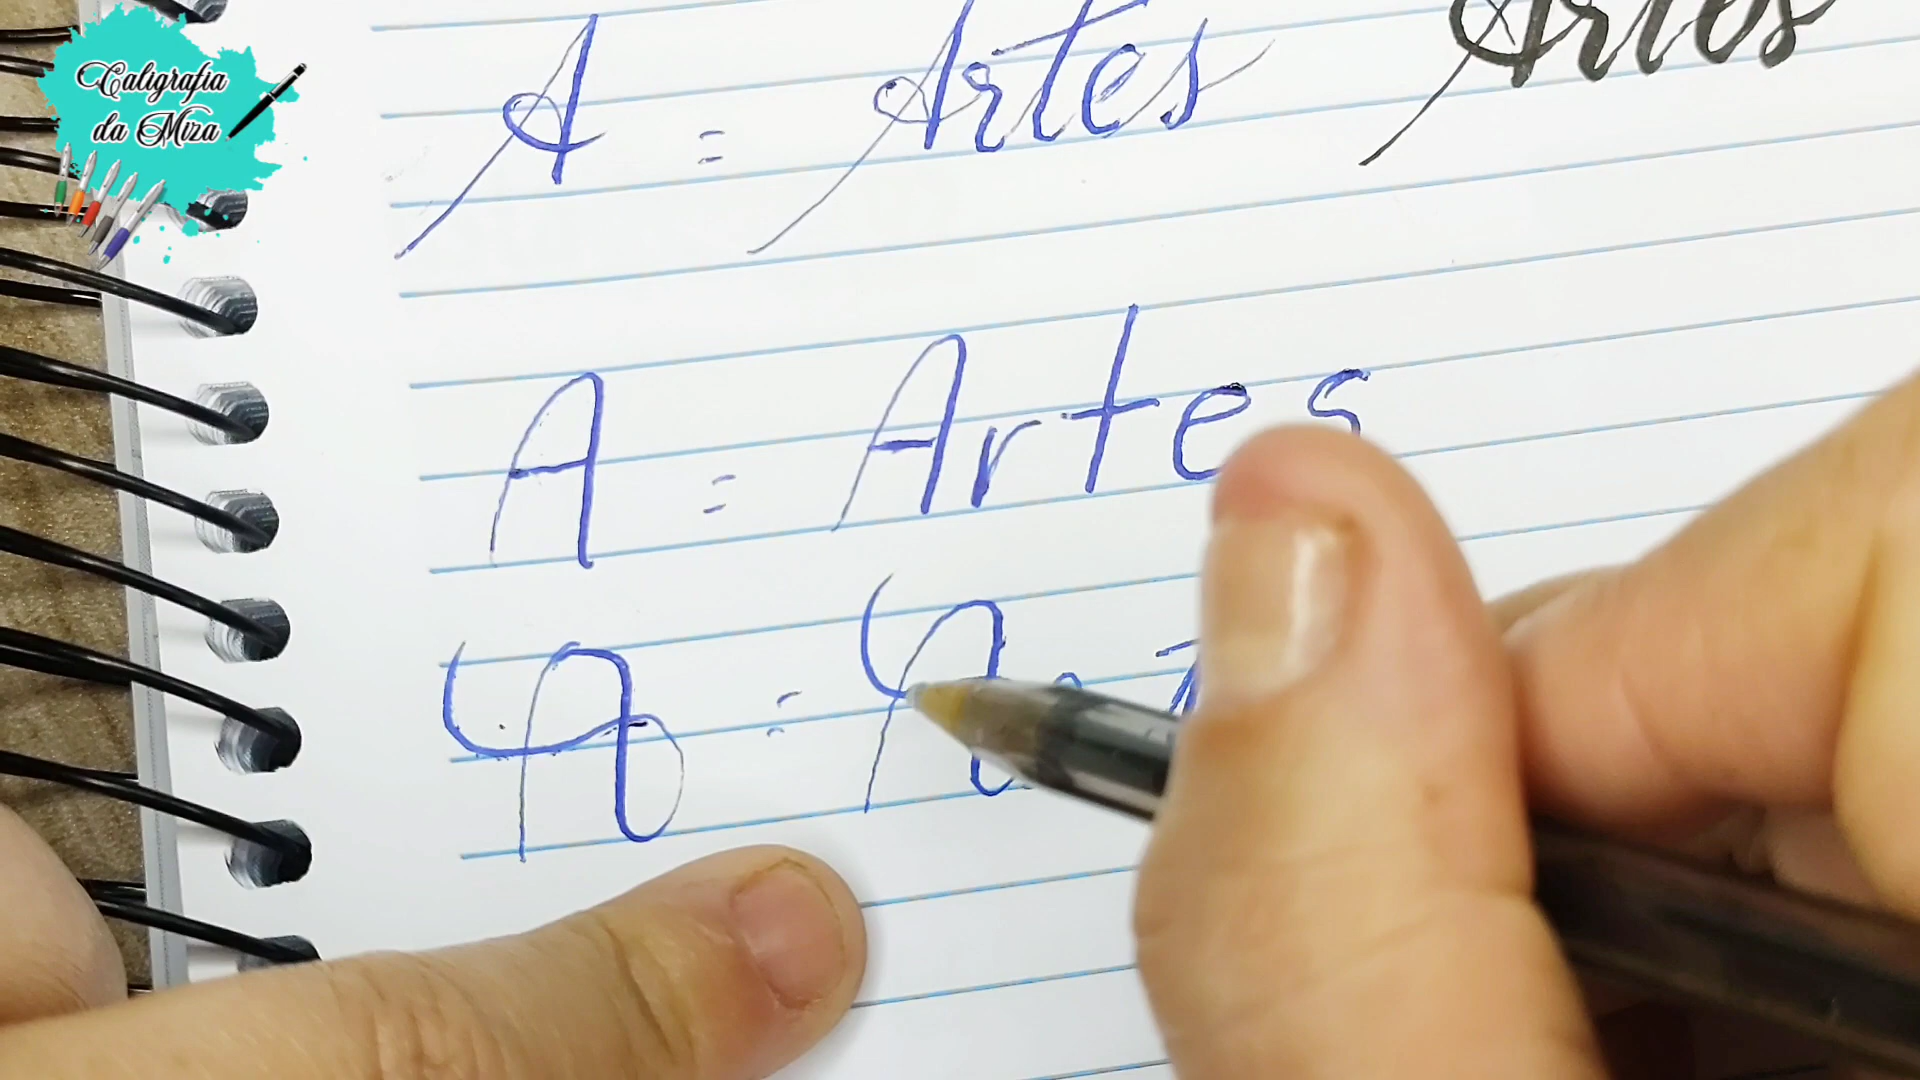 Caligrafia
da Miza
A = Artes Artes
A = Artes
A =